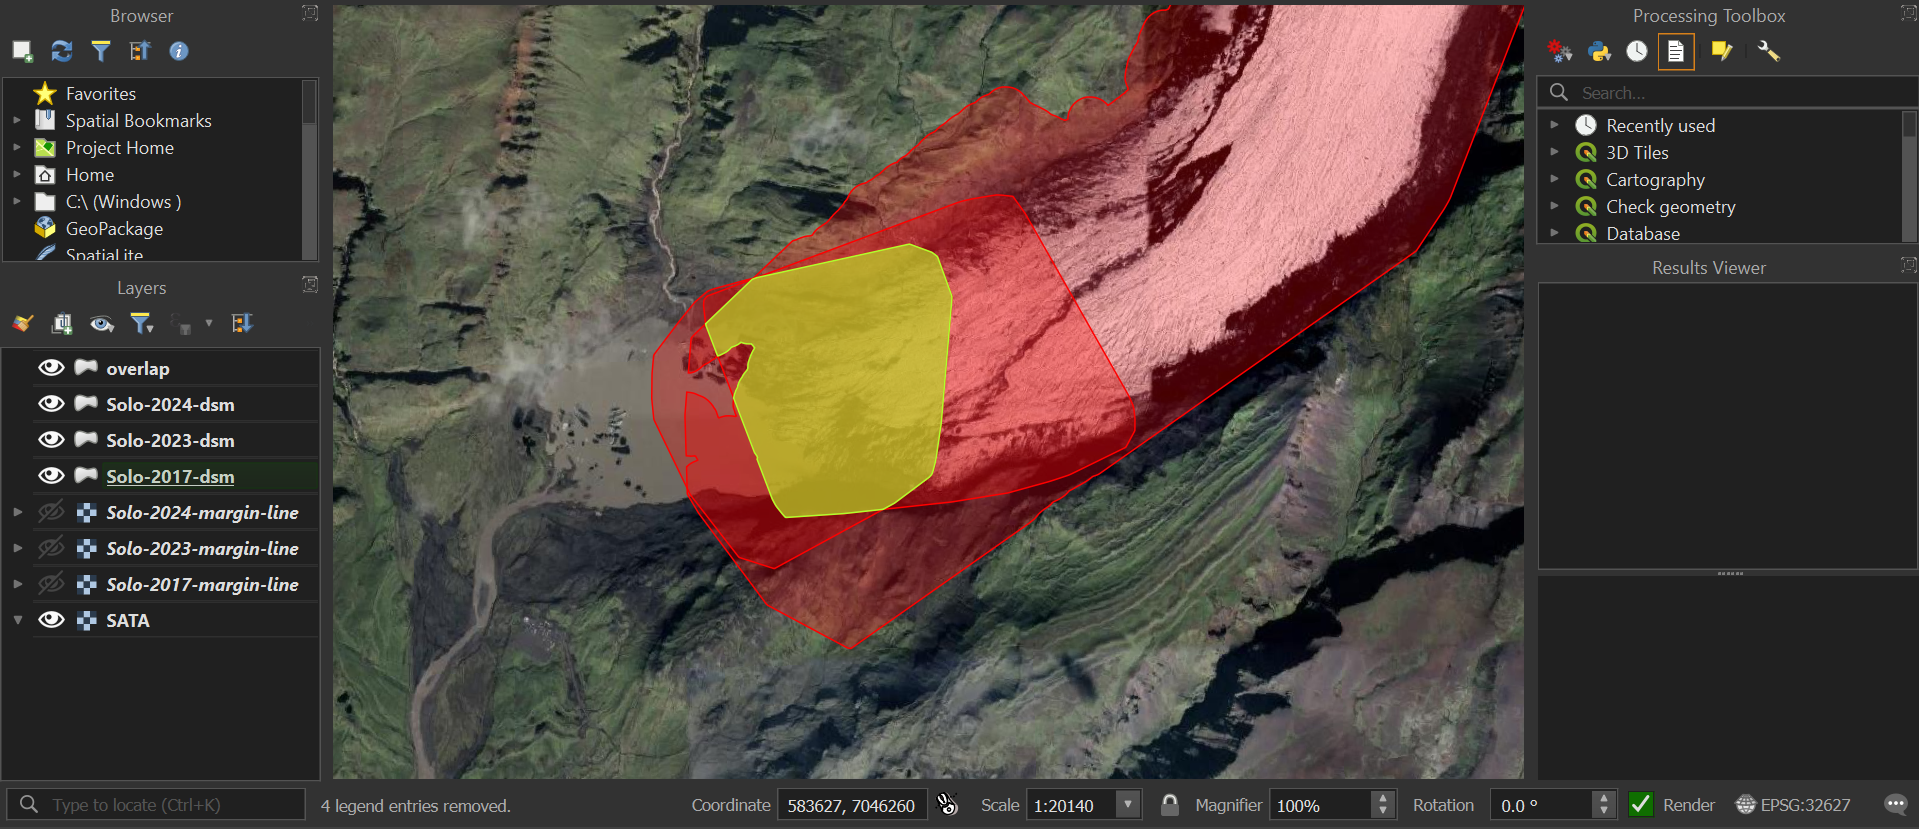 Browser
Favorites
Spatial Bookmarks
Project Home
Home
C:\ (Windows )
GeoPackage
SpatiaLite
Layers
overlap
Solo-2024-dsm
Solo-2023-dsm
Solo-2017-dsm
Solo-2024-margin-line
Solo-2023-margin-line
Solo-2017-margin-line
SATA
Processing Toolbox
Search...
Recently used
3D Tiles
Cartography
Check geometry
Database
Results Viewer
Type to locate (Ctrl+K)
4 legend entries removed.
Coordinate 583627, 7046260
Scale 1:20140
Magnifier 100%
Rotation 0.0 °
Render
EPSG:32627